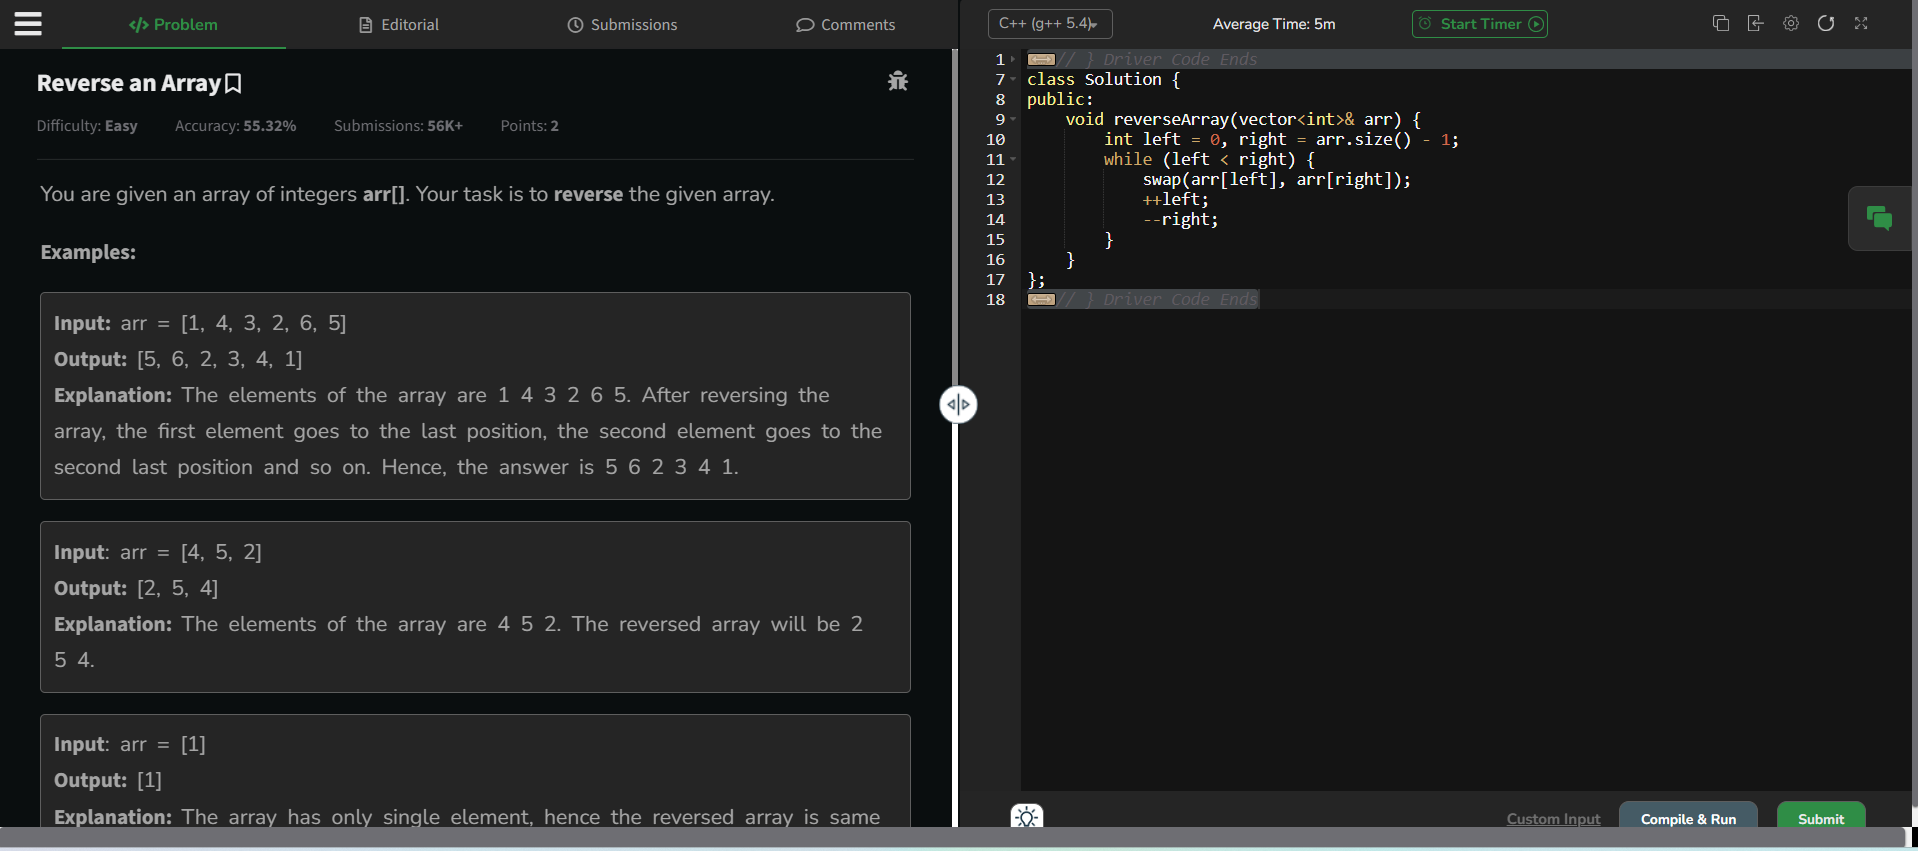 Problem
Editorial
Submissions
Comments
Reverse an Array
Difficulty: Easy Accuracy: 55.32% Submissions: 56K+ Points: 2
You are given an array of integers arr[]. Your task is to reverse the given array.
Examples:
Input: arr = [1, 4, 3, 2, 6, 5]
Output: [5, 6, 2, 3, 4, 1]
Explanation: The elements of the array are 1 4 3 2 6 5. After reversing the
array, the first element goes to the last position, the second element goes to the
second last position and so on. Hence, the answer is 5 6 2 3 4 1.
Input: arr = [4, 5, 2]
Output: [2, 5, 4]
Explanation: The elements of the array are 4 5 2. The reversed array will be 2
5 4.
Input: arr = [1]
Output: [1]
Explanation: The array has only single element, hence the reversed array is same
C++ (g++ 5.4)
Average Time: 5m
Start Timer
1 // } Driver Code Ends
7 class Solution {
8 public:
9     void reverseArray(vector<int>& arr) {
10         int left = 0, right = arr.size() - 1;
11         while (left < right) {
12             swap(arr[left], arr[right]);
13             ++left;
14             --right;
15         }
16     }
17 };
18 // } Driver Code Ends
Custom Input
Compile & Run
Submit